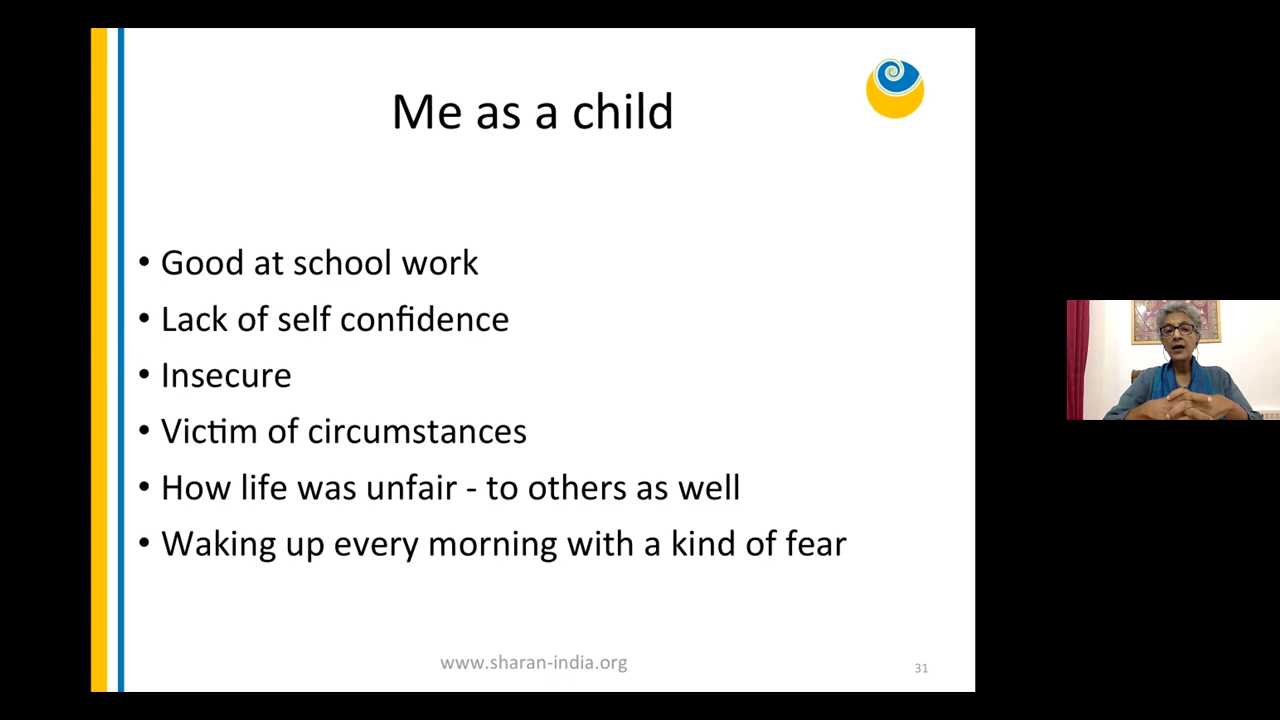 Me as a child
• Good at school work
• Lack of self confidence
• Insecure
• Victim of circumstances
• How life was unfair - to others as well
• Waking up every morning with a kind of fear
www.sharan-india.org
31